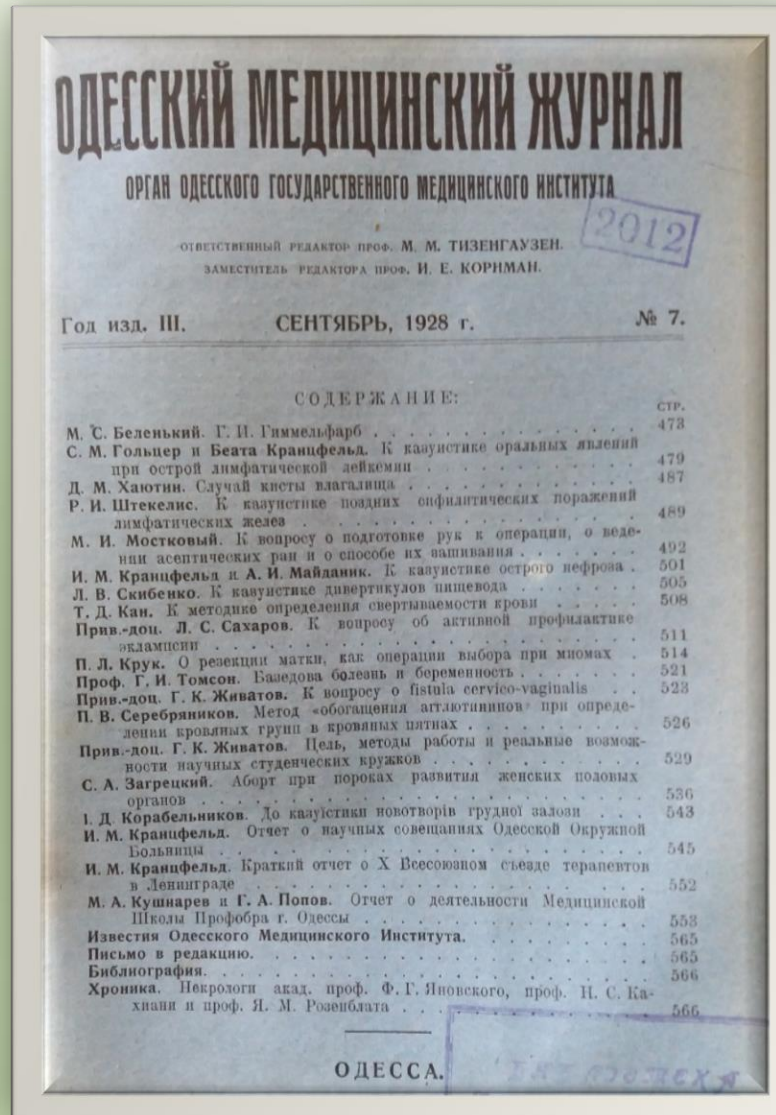 ОДЕССКИЙ МЕДИЦИНСКИЙ ЖУРНАЛ
ОРГАН ОДЕССКОГО ГОСУДАРСТВЕННОГО МЕДИЦИНСКОГО ИНСТИТУТА
2012
ОТВЕТСТВЕННЫЙ РЕДАКТОР ПРОФ. М. М. ТИЗЕНГАУЗЕН.
ЗАМЕСТИТЕЛЬ РЕДАКТОРА ПРОФ. И. Е. КОРНМАН.
Год изд. III. СЕНТЯБРЬ, 1928 г. № 7.
СОДЕРЖАНИЕ:
СТР.
М. С. Беленький. Г. И. Гиммельфарб . . . . . . . . . . . . . . . 473
С. М. Гольцер и Беата Кранцфельд. К казуистике оральных явлений
при острой лимфатической лейкемии . . . . . . . . . . . 479
Д. М. Хаютин. Случай кисты влагалища . . . . . . . . . . . . . 487
Р. И. Штекелис. К казуистике поздних сифилитических поражений
лимфатических желез . . . . . . . . . . . . . . . . . . 489
М. И. Мостковый. К вопросу о подготовке рук к операции, о веде-
нии асептических ран и о способе их зашивания . . . . . . . 492
И. М. Кранцфельд и А. И. Майданик. К казуистике острого нефроза . 501
Л. В. Скибенко. К казуистике дивертикулов пищевода . . . . . . . 505
Т. Д. Кан. К методике определения свертываемости крови . . . . . 508
Прив.-доц. Л. С. Сахаров. К вопросу об активной профилактике
эклампсии . . . . . . . . . . . . . . . . . . . . . . . 511
П. Л. Крук. О резекции матки, как операции выбора при миомах . 514
Проф. Г. И. Томсон. Базедова болезнь и беременность . . . . . . . 521
Прив.-доц. Г. К. Живатов. К вопросу о fistula cervico-vaginalis . . 523
П. В. Серебряников. Метод «обогащения агглютининов» при опреде-
лении кровяных групп в кровяных пятнах . . . . . . . . . . 526
Прив.-доц. Г. К. Живатов. Цель, методы работы и реальные возмож-
ности научных студенческих кружков . . . . . . . . . . . . 529
С. А. Загрецкий. Аборт при пороках развития женских половых
органов . . . . . . . . . . . . . . . . . . . . . . . . 536
І. Д. Корабельников. До казуїстики новотворів грудної залози . . . 543
И. М. Кранцфельд. Отчет о научных совещаниях Одесской Окружной
Больницы . . . . . . . . . . . . . . . . . . . . . . . 545
И. М. Кранцфельд. Краткий отчет о X Всесоюзном съезде терапевтов
в Ленинграде . . . . . . . . . . . . . . . . . . . . . 552
М. А. Кушнарев и Г. А. Попов. Отчет о деятельности Медицинской
Школы Профобра г. Одессы . . . . . . . . . . . . . . . . 553
Известия Одесского Медицинского Института. . . . . . . . . . . . 565
Письмо в редакцию. . . . . . . . . . . . . . . . . . . . . . 565
Библиография. . . . . . . . . . . . . . . . . . . . . . . . 566
Хроника. Некрологи акад. проф. Ф. Г. Яновского, проф. И. С. Ка-
хиани и проф. Я. М. Розенблата . . . . . . . . . . . . . . 566
ОДЕССА.
БИБЛИОТЕКА